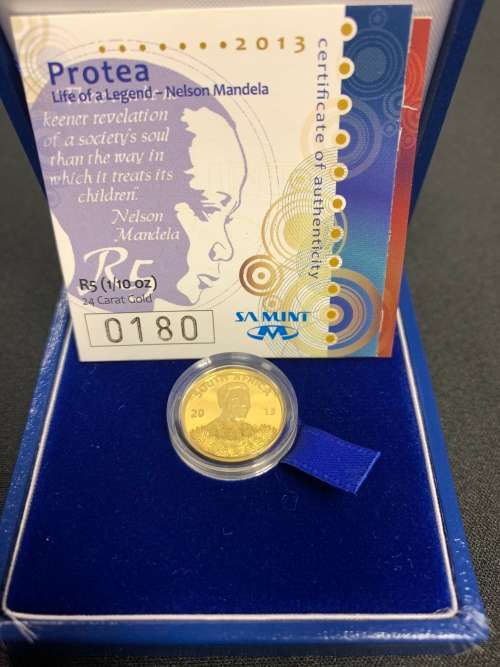 2013
Protea
Life of a Legend – Nelson Mandela
keener revelation
of a society's soul
than the way in
which it treats its
children.
Nelson
Mandela
R5
R5 (1/10 oz)
24 Carat Gold
0180
SA MINT
certificate of authenticity
SOUTH AFRICA
20 13